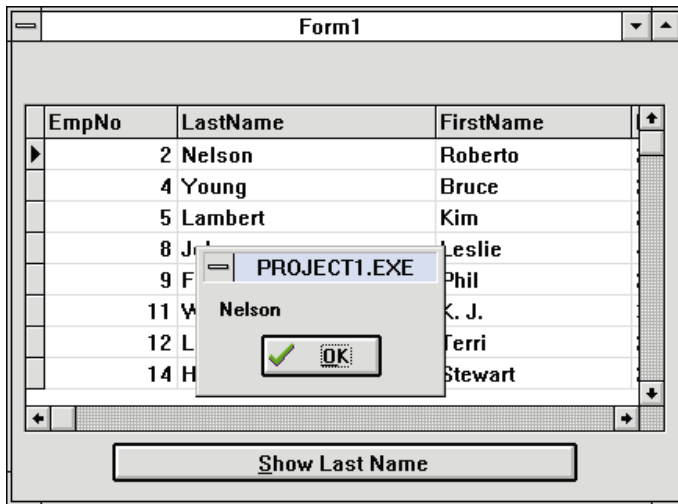 Form1
EmpNo LastName FirstName
2 Nelson Roberto
4 Young Bruce
5 Lambert Kim
8 Leslie
9 F Phil
11 W K. J.
12 L Terri
14 H Stewart
PROJECT1.EXE
Nelson
OK
Show Last Name